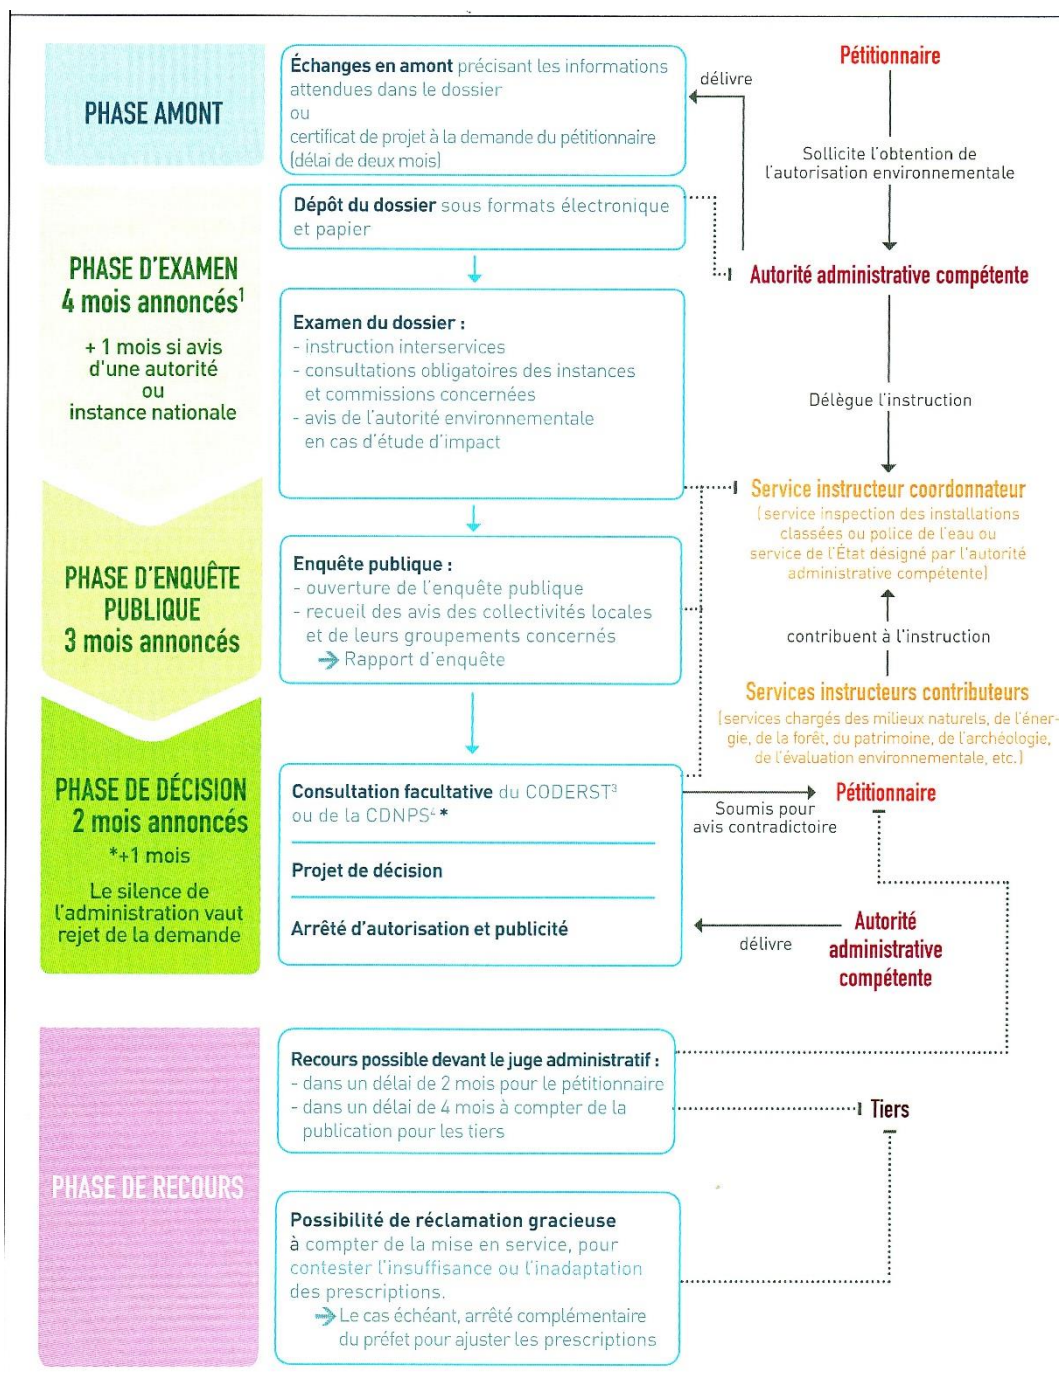 PHASE AMONT
Échanges en amont précisant les informations
attendues dans le dossier
ou
certificat de projet à la demande du pétitionnaire
(délai de deux mois)
délivre
Pétitionnaire
Sollicite l'obtention de
l'autorisation environnementale
Dépôt du dossier sous formats électronique
et papier
Autorité administrative compétente
PHASE D'EXAMEN
4 mois annoncés¹
+ 1 mois si avis
d'une autorité
ou
instance nationale
Examen du dossier :
- instruction interservices
- consultations obligatoires des instances
et commissions concernées
- avis de l'autorité environnementale
en cas d'étude d'impact
Délègue l'instruction
Service instructeur coordonnateur
(service inspection des installations
classées ou police de l'eau ou
service de l'État désigné par l'autorité
administrative compétente)
PHASE D'ENQUÊTE
PUBLIQUE
3 mois annoncés
Enquête publique :
- ouverture de l'enquête publique
- recueil des avis des collectivités locales
et de leurs groupements concernés
→ Rapport d'enquête
contribuent à l'instruction
Services instructeurs contributeurs
(services chargés des milieux naturels, de l'éner-
gie, de la forêt, du patrimoine, de l'archéologie,
de l'évaluation environnementale, etc.)
PHASE DE DÉCISION
2 mois annoncés
*+1 mois
Le silence de
l'administration vaut
rejet de la demande
Consultation facultative du CODERST³
ou de la CDNPS⁴ *
Projet de décision
Arrêté d'autorisation et publicité
Soumis pour
avis contradictoire
Pétitionnaire
délivre
Autorité
administrative
compétente
PHASE DE RECOURS
Recours possible devant le juge administratif :
- dans un délai de 2 mois pour le pétitionnaire
- dans un délai de 4 mois à compter de la
publication pour les tiers
Tiers
Possibilité de réclamation gracieuse
à compter de la mise en service, pour
contester l'insuffisance ou l'inadaptation
des prescriptions.
→ Le cas échéant, arrêté complémentaire
du préfet pour ajuster les prescriptions